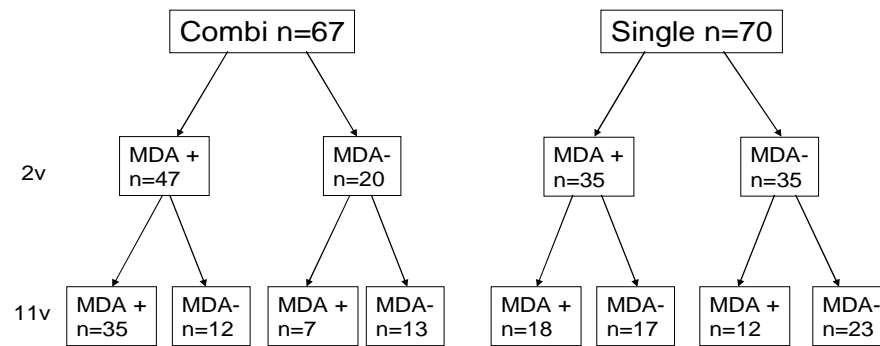 Combi n=67
Single n=70
2v
MDA +
n=47
MDA-
n=20
MDA +
n=35
MDA-
n=35
11v
MDA +
n=35
MDA-
n=12
MDA +
n=7
MDA-
n=13
MDA +
n=18
MDA-
n=17
MDA +
n=12
MDA-
n=23